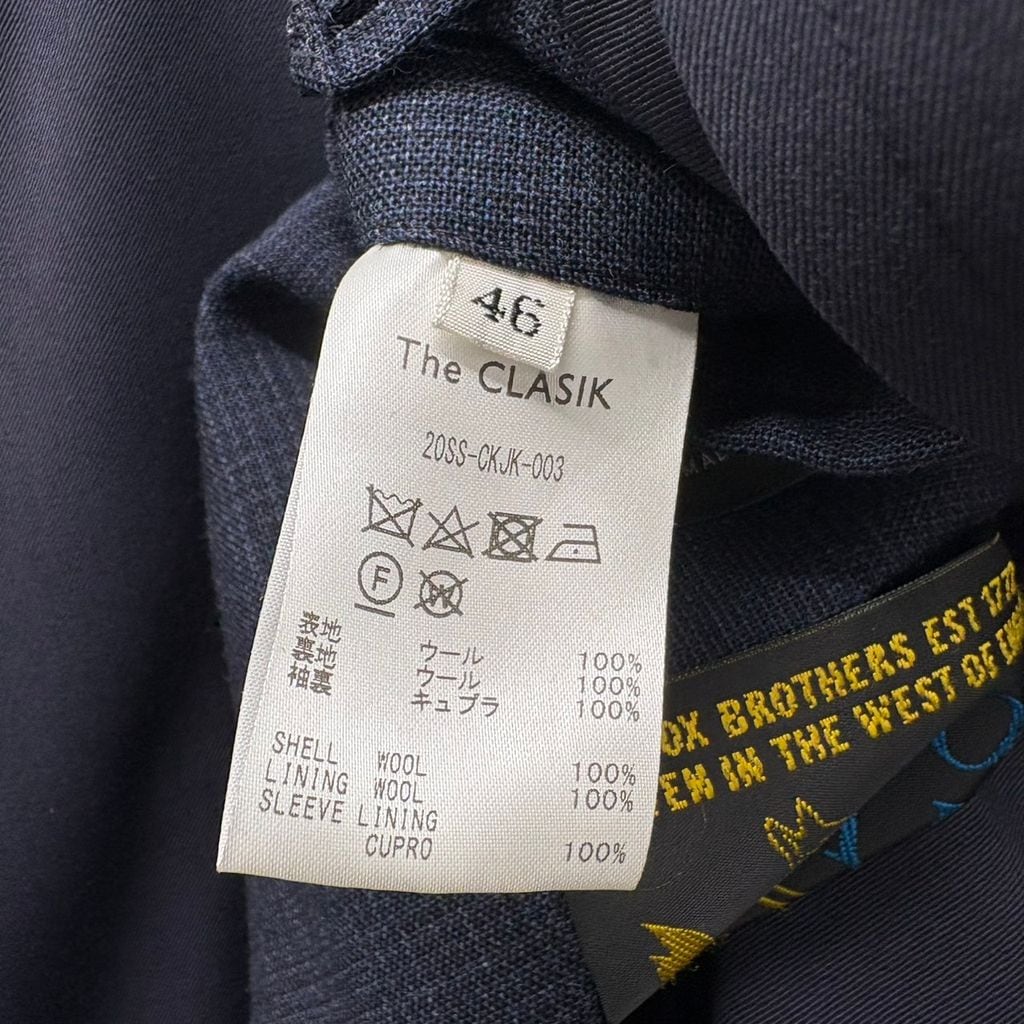 46
The CLASIK
20SS-CKJK-003
F
W
表地 ウール 100%
裏地 ウール 100%
袖裏 キュプラ 100%
SHELL WOOL 100%
LINING WOOL 100%
SLEEVE LINING
CUPRO 100%
BROTHERS EST
IN THE WEST OF